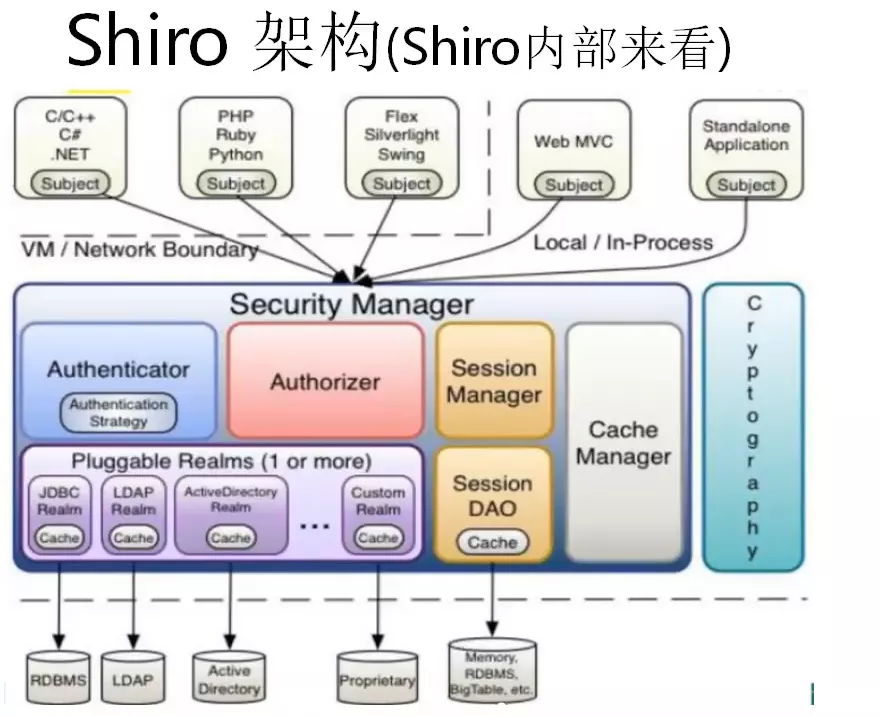 Shiro 架构(Shiro内部来看)
C/C++
C#
.NET
Subject
PHP
Ruby
Python
Subject
Flex
Silverlight
Swing
Subject
Web MVC
Subject
Standalone
Application
Subject
VM / Network Boundary
Local / In-Process
Security Manager
Authenticator
Authentication
Strategy
Authorizer
Session
Manager
Cache
Manager
Cryptography
Pluggable Realms (1 or more)
JDBC
Realm
Cache
LDAP
Realm
Cache
ActiveDirectory
Realm
Cache
...
Custom
Realm
Cache
Session
DAO
Cache
RDBMS
LDAP
Active
Directory
Proprietary
Memory,
RDBMS,
BigTable, etc.